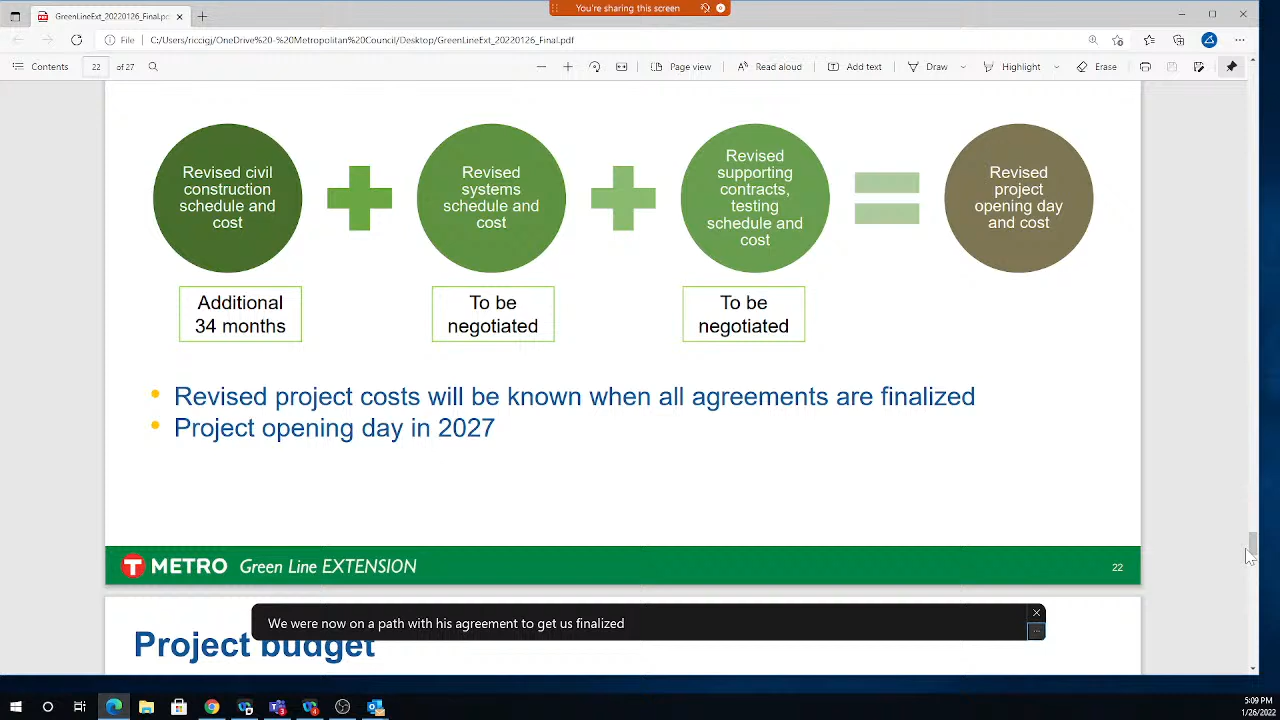 You're sharing this screen
GreenLineExt_20220126_Final.pd
File C:/Users/riccigj/OneDrive%20-%20Metropolitan%20Council/Desktop/GreenLineExt_20220126_Final.pdf
Contents 22 of 27 Page view Read aloud Add text Draw Highlight Erase
Revised civil
construction
schedule and
cost
Revised
systems
schedule and
cost
Revised
supporting
contracts,
testing
schedule and
cost
Revised
project
opening day
and cost
Additional
34 months
To be
negotiated
To be
negotiated
• Revised project costs will be known when all agreements are finalized
• Project opening day in 2027
T METRO Green Line EXTENSION 22
We were now on a path with his agreement to get us finalized
Project budget
5:09 PM
1/26/2022